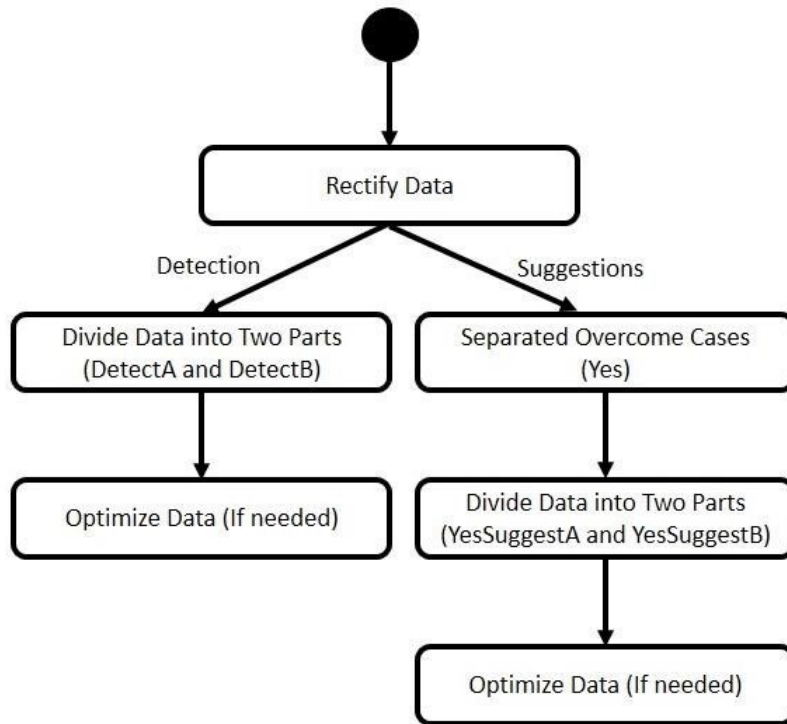 Rectify Data
Detection
Suggestions
Divide Data into Two Parts
(DetectA and DetectB)
Separated Overcome Cases
(Yes)
Optimize Data (If needed)
Divide Data into Two Parts
(YesSuggestA and YesSuggestB)
Optimize Data (If needed)